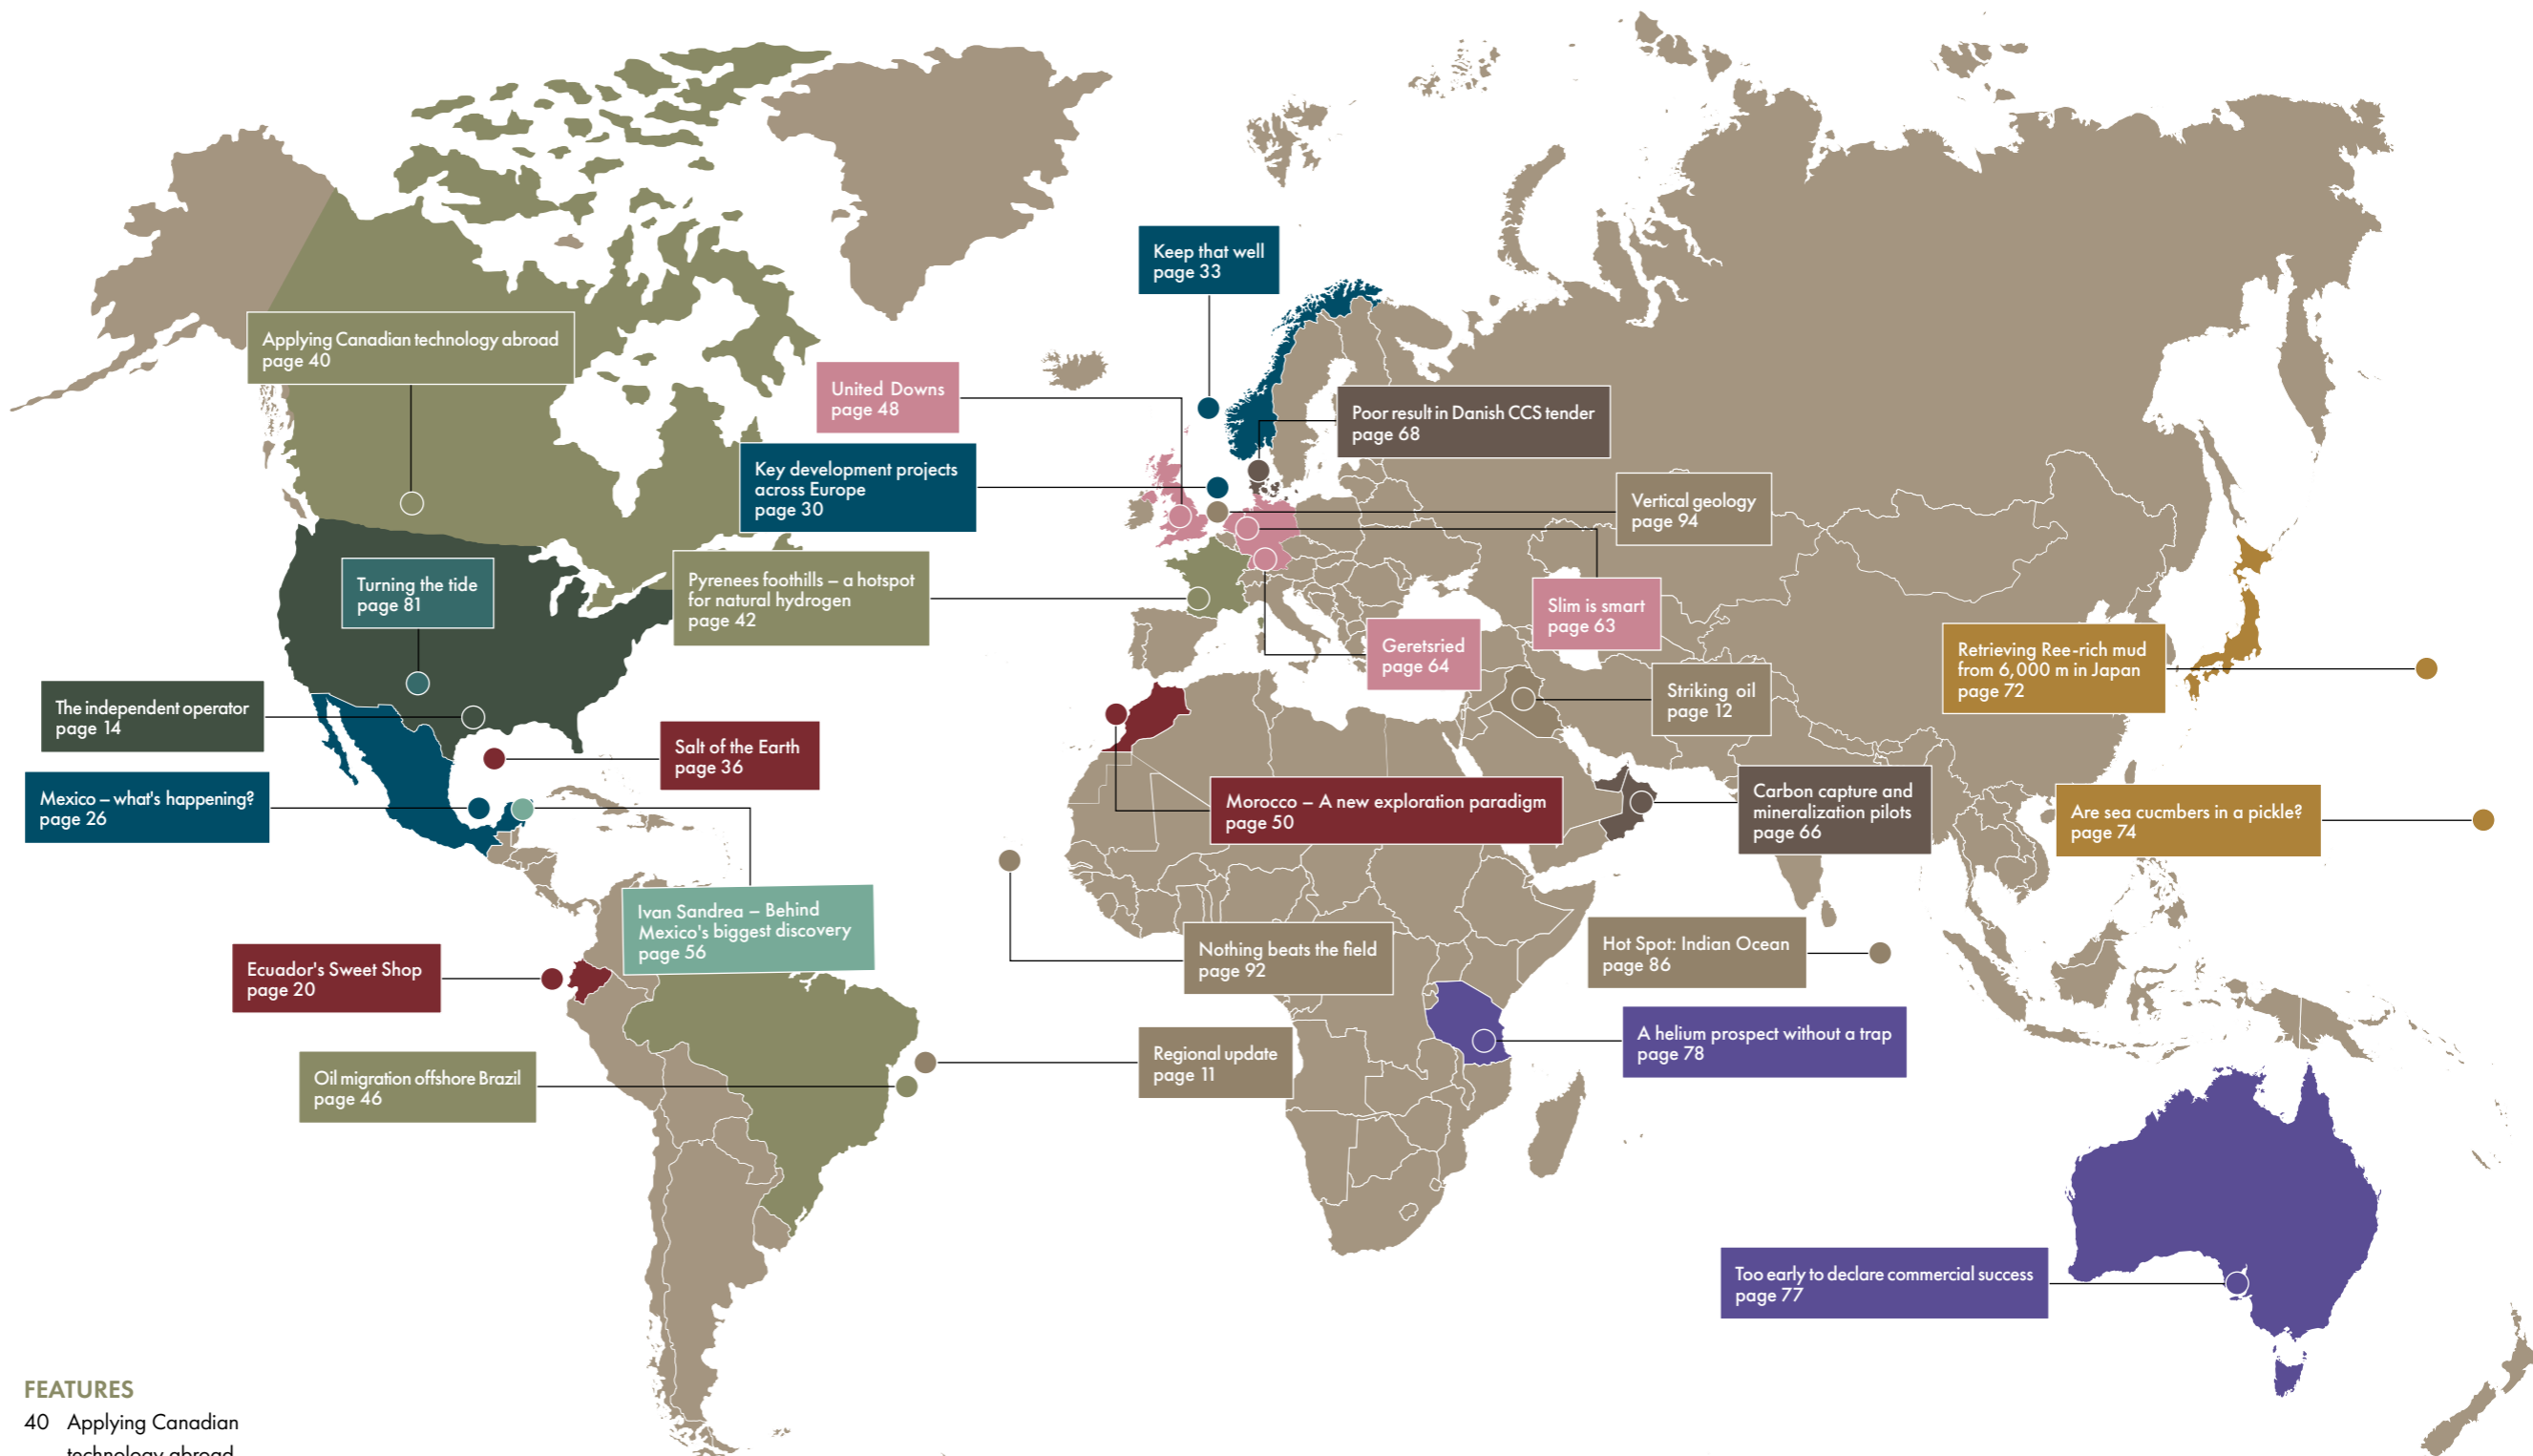 Keep that well
page 33
Applying Canadian technology abroad
page 40
United Downs
page 48
Poor result in Danish CCS tender
page 68
Key development projects
across Europe
page 30
Vertical geology
page 94
Turning the tide
page 81
Pyrenees foothills – a hotspot
for natural hydrogen
page 42
Slim is smart
page 63
Geretsried
page 64
Retrieving Ree-rich mud
from 6,000 m in Japan
page 72
Striking oil
page 12
The independent operator
page 14
Salt of the Earth
page 36
Mexico – what's happening?
page 26
Morocco – A new exploration paradigm
page 50
Carbon capture and
mineralization pilots
page 66
Are sea cucmbers in a pickle?
page 74
Ivan Sandrea – Behind
Mexico's biggest discovery
page 56
Nothing beats the field
page 92
Hot Spot: Indian Ocean
page 86
Ecuador's Sweet Shop
page 20
A helium prospect without a trap
page 78
Regional update
page 11
Oil migration offshore Brazil
page 46
Too early to declare commercial success
page 77
FEATURES
40 Applying Canadian
technology abroad